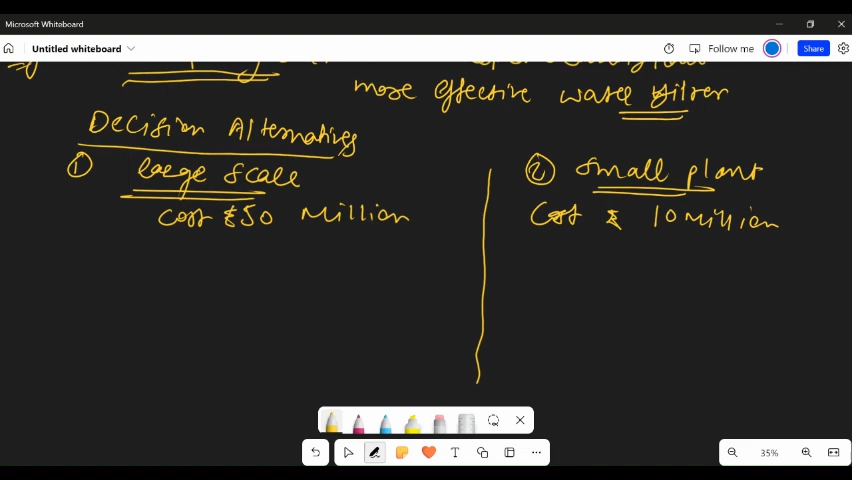 Microsoft Whiteboard
Untitled whiteboard
Follow me
Share
more effective water filter
Decision Alternatives
① large scale
cost £50 Million
② small plant
Cost £ 10 Million
35%